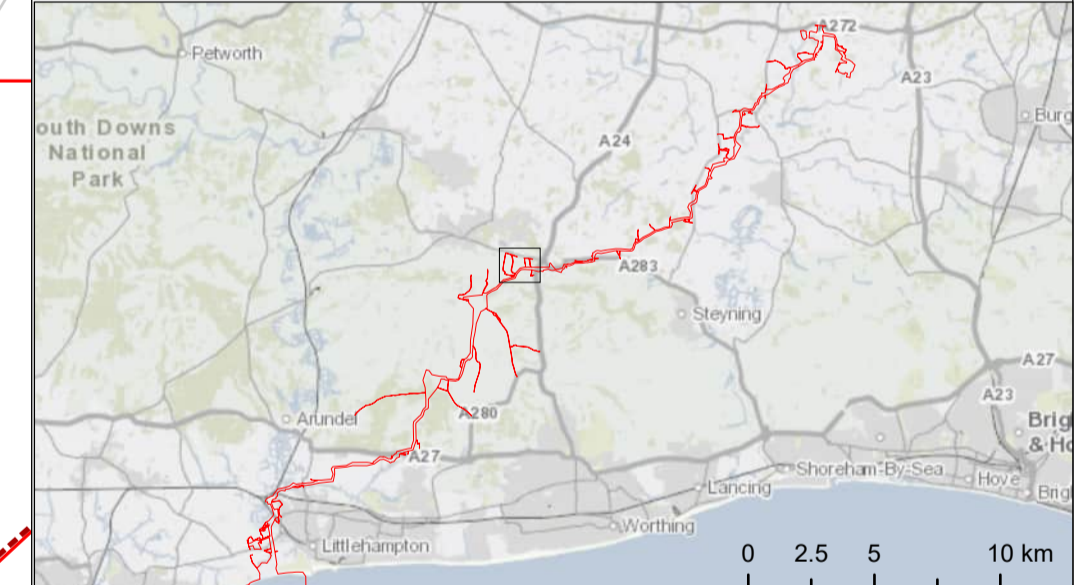 A272
Petworth
A23
Burg
outh Downs
National
Park
A24
A283
Steyning
A27
A23
Arundel
A280
Brig
& Ho
A27
Shoreham-By-Sea
Hove
Lancing
Brig
Worthing
Littlehampton
0 2.5 5 10 km